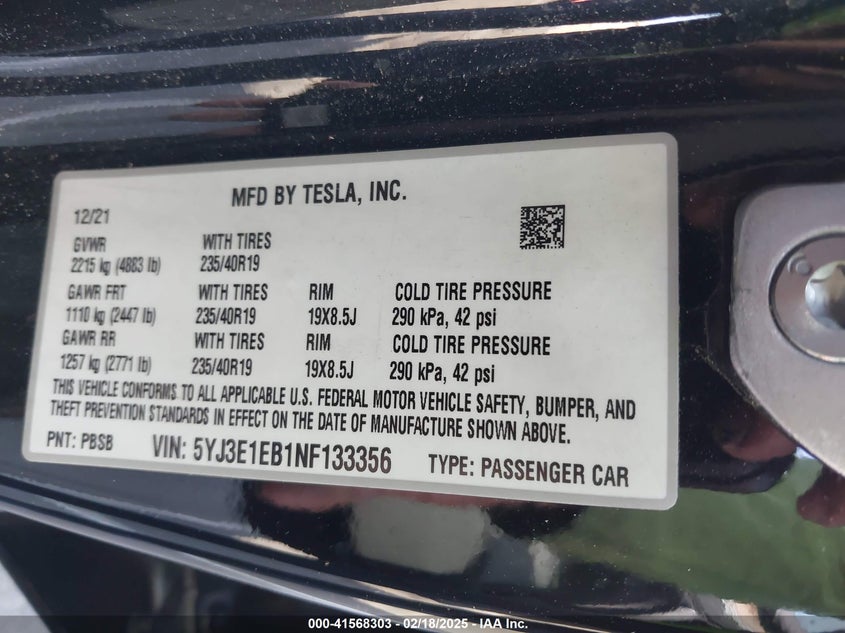 MFD BY TESLA, INC.
12/21
GVWR WITH TIRES
2215 kg (4883 lb) 235/40R19
GAWR FRT WITH TIRES RIM COLD TIRE PRESSURE
1110 kg (2447 lb) 235/40R19 19X8.5J 290 kPa, 42 psi
GAWR RR WITH TIRES RIM COLD TIRE PRESSURE
1257 kg (2771 lb) 235/40R19 19X8.5J 290 kPa, 42 psi
THIS VEHICLE CONFORMS TO ALL APPLICABLE U.S. FEDERAL MOTOR VEHICLE SAFETY, BUMPER, AND
THEFT PREVENTION STANDARDS IN EFFECT ON THE DATE OF MANUFACTURE SHOWN ABOVE.
PNT: PBSB VIN: 5YJ3E1EB1NF133356 TYPE: PASSENGER CAR
000-41568303 - 02/18/2025 - IAA Inc.